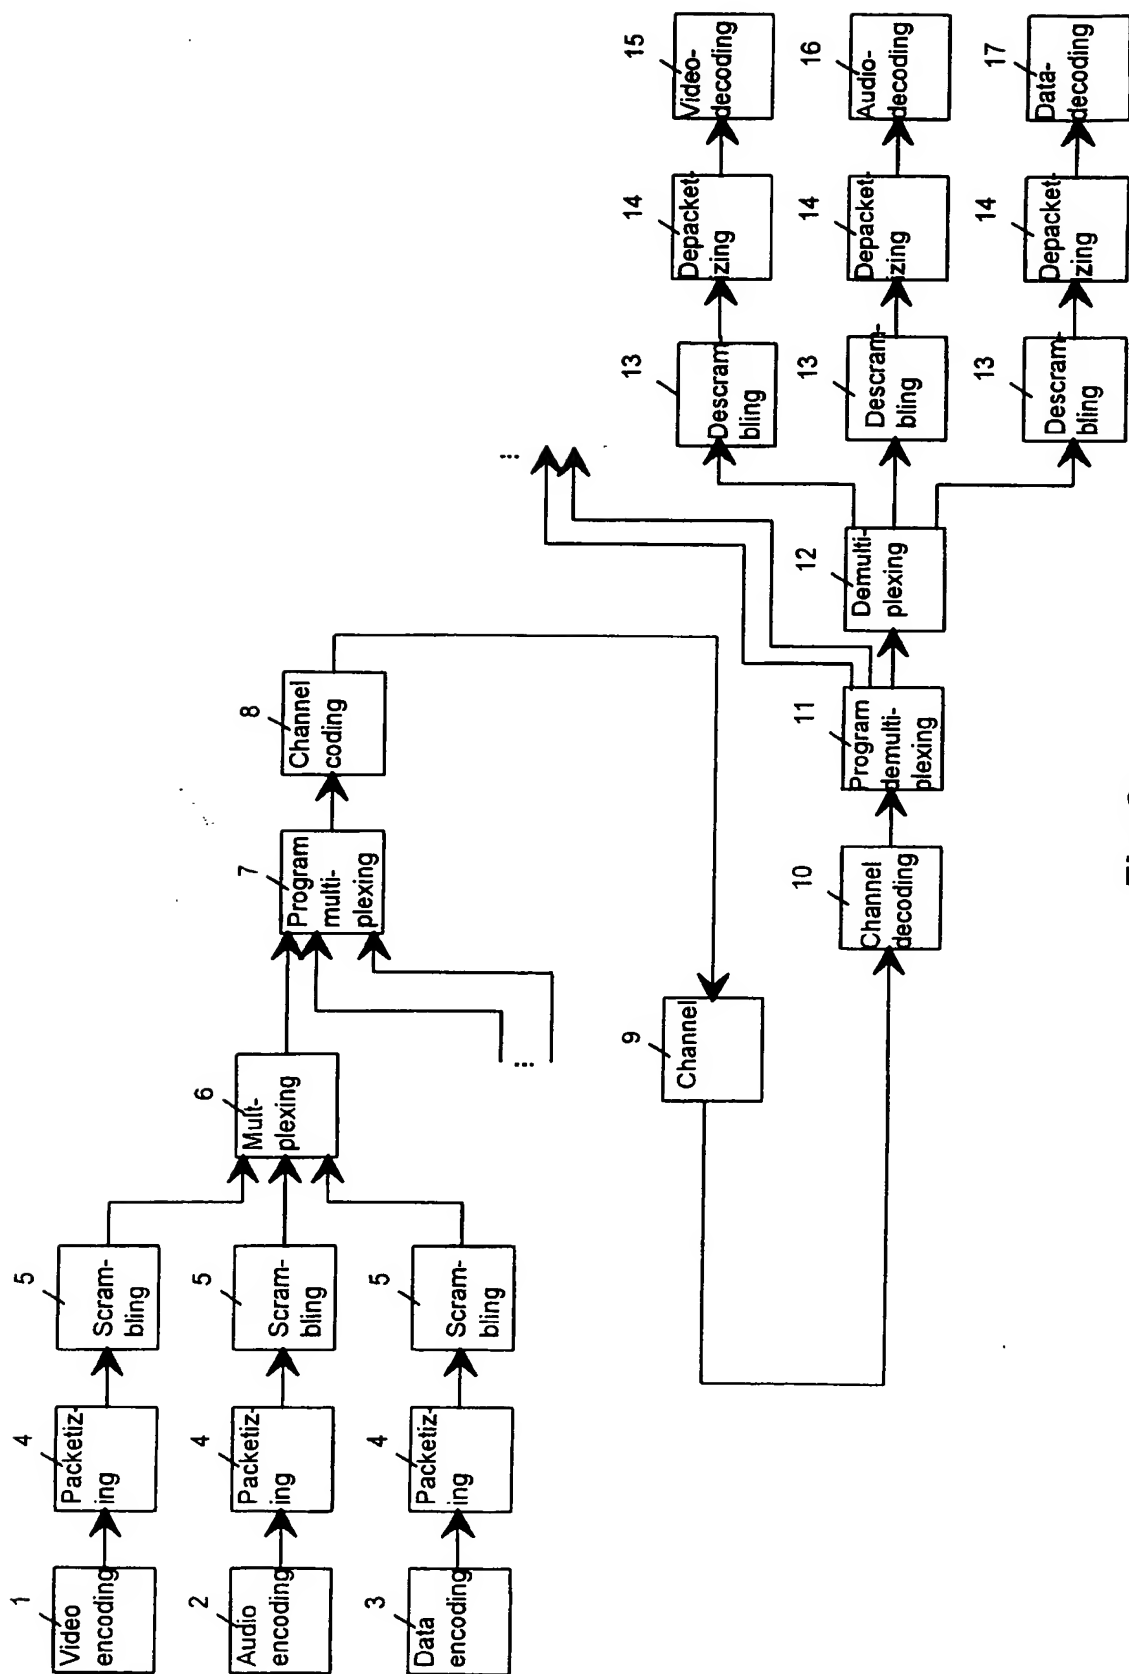 1
Video
encoding
4
Packetiz-
ing
5
Scram-
bling
2
Audio
encoding
4
Packetiz-
ing
5
Scram-
bling
3
Data
encoding
4
Packetiz-
ing
5
Scram-
bling
6
Mult-
plexing
...
7
Program
multi-
plexing
8
Channel
coding
9
Channel
10
Channel
decoding
11
Program
demulti-
plexing
...
12
Demulti-
plexing
13
Descram
bling
14
Depacket-
izing
15
Video-
decoding
13
Descram-
bling
14
Depacket-
izing
16
Audio-
decoding
13
Descram-
bling
14
Depacket-
izing
17
Data-
decoding